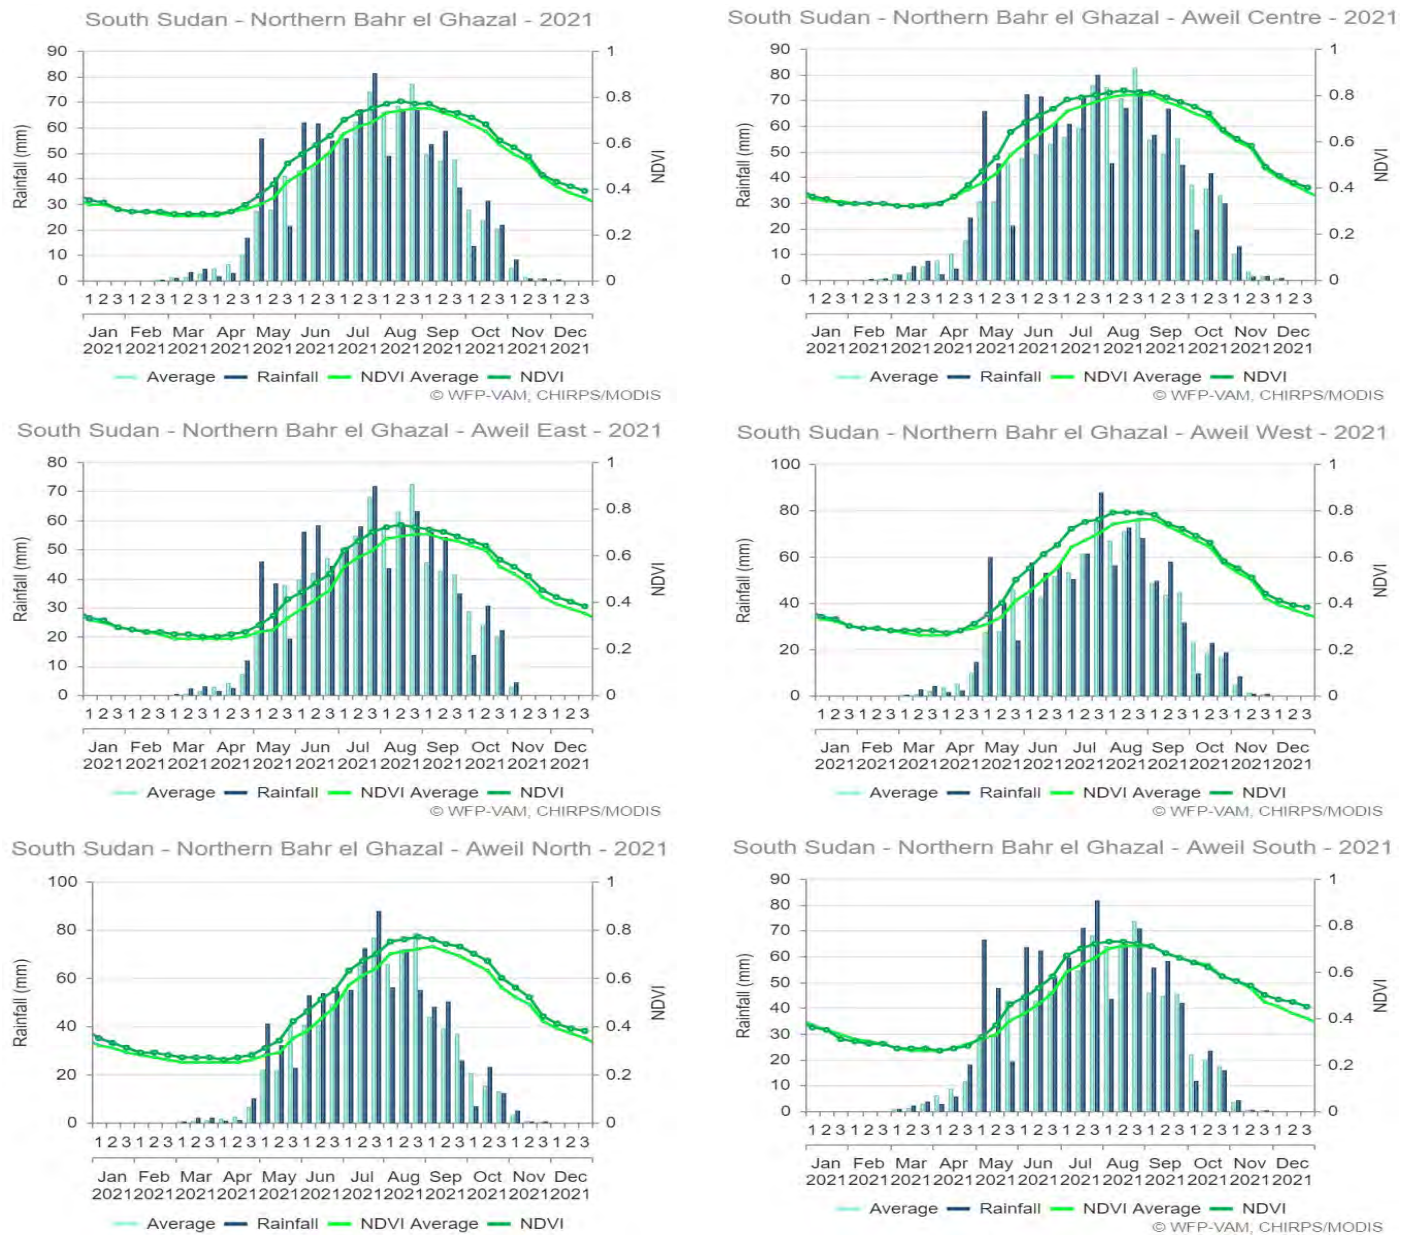 South Sudan - Northern Bahr el Ghazal - 2021
90
80
70
60
50
40
30
20
10
0
Rainfall (mm)
1
0.8
0.6
0.4
0.2
0
NDVI
1 2 3 1 2 3 1 2 3 1 2 3 1 2 3 1 2 3 1 2 3 1 2 3 1 2 3 1 2 3 1 2 3 1 2 3
Jan Feb Mar Apr May Jun Jul Aug Sep Oct Nov Dec
2021 2021 2021 2021 2021 2021 2021 2021 2021 2021 2021 2021
Average Rainfall NDVI Average NDVI
© WFP-VAM, CHIRPS/MODIS
South Sudan - Northern Bahr el Ghazal - Aweil Centre - 2021
90
80
70
60
50
40
30
20
10
0
Rainfall (mm)
1
0.8
0.6
0.4
0.2
0
NDVI
1 2 3 1 2 3 1 2 3 1 2 3 1 2 3 1 2 3 1 2 3 1 2 3 1 2 3 1 2 3 1 2 3 1 2 3
Jan Feb Mar Apr May Jun Jul Aug Sep Oct Nov Dec
2021 2021 2021 2021 2021 2021 2021 2021 2021 2021 2021 2021
Average Rainfall NDVI Average NDVI
© WFP-VAM, CHIRPS/MODIS
South Sudan - Northern Bahr el Ghazal - Aweil East - 2021
80
70
60
50
40
30
20
10
0
Rainfall (mm)
1
0.8
0.6
0.4
0.2
0
NDVI
1 2 3 1 2 3 1 2 3 1 2 3 1 2 3 1 2 3 1 2 3 1 2 3 1 2 3 1 2 3 1 2 3 1 2 3
Jan Feb Mar Apr May Jun Jul Aug Sep Oct Nov Dec
2021 2021 2021 2021 2021 2021 2021 2021 2021 2021 2021 2021
Average Rainfall NDVI Average NDVI
© WFP-VAM, CHIRPS/MODIS
South Sudan - Northern Bahr el Ghazal - Aweil West - 2021
100
80
60
40
20
0
Rainfall (mm)
1
0.8
0.6
0.4
0.2
0
NDVI
1 2 3 1 2 3 1 2 3 1 2 3 1 2 3 1 2 3 1 2 3 1 2 3 1 2 3 1 2 3 1 2 3 1 2 3
Jan Feb Mar Apr May Jun Jul Aug Sep Oct Nov Dec
2021 2021 2021 2021 2021 2021 2021 2021 2021 2021 2021 2021
Average Rainfall NDVI Average NDVI
© WFP-VAM, CHIRPS/MODIS
South Sudan - Northern Bahr el Ghazal - Aweil North - 2021
100
80
60
40
20
0
Rainfall (mm)
1
0.8
0.6
0.4
0.2
0
NDVI
1 2 3 1 2 3 1 2 3 1 2 3 1 2 3 1 2 3 1 2 3 1 2 3 1 2 3 1 2 3 1 2 3 1 2 3
Jan Feb Mar Apr May Jun Jul Aug Sep Oct Nov Dec
2021 2021 2021 2021 2021 2021 2021 2021 2021 2021 2021 2021
Average Rainfall NDVI Average NDVI
South Sudan - Northern Bahr el Ghazal - Aweil South - 2021
90
80
70
60
50
40
30
20
10
0
Rainfall (mm)
1
0.8
0.6
0.4
0.2
0
NDVI
1 2 3 1 2 3 1 2 3 1 2 3 1 2 3 1 2 3 1 2 3 1 2 3 1 2 3 1 2 3 1 2 3 1 2 3
Jan Feb Mar Apr May Jun Jul Aug Sep Oct Nov Dec
2021 2021 2021 2021 2021 2021 2021 2021 2021 2021 2021 2021
Average Rainfall NDVI Average NDVI
© WFP-VAM, CHIRPS/MODIS